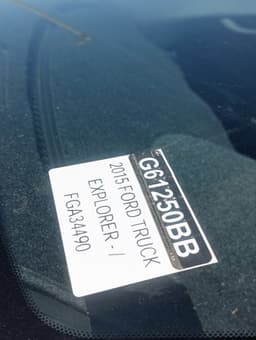 G61250BB
2015 FORD TRUCK
EXPLORER - /
FGA34490